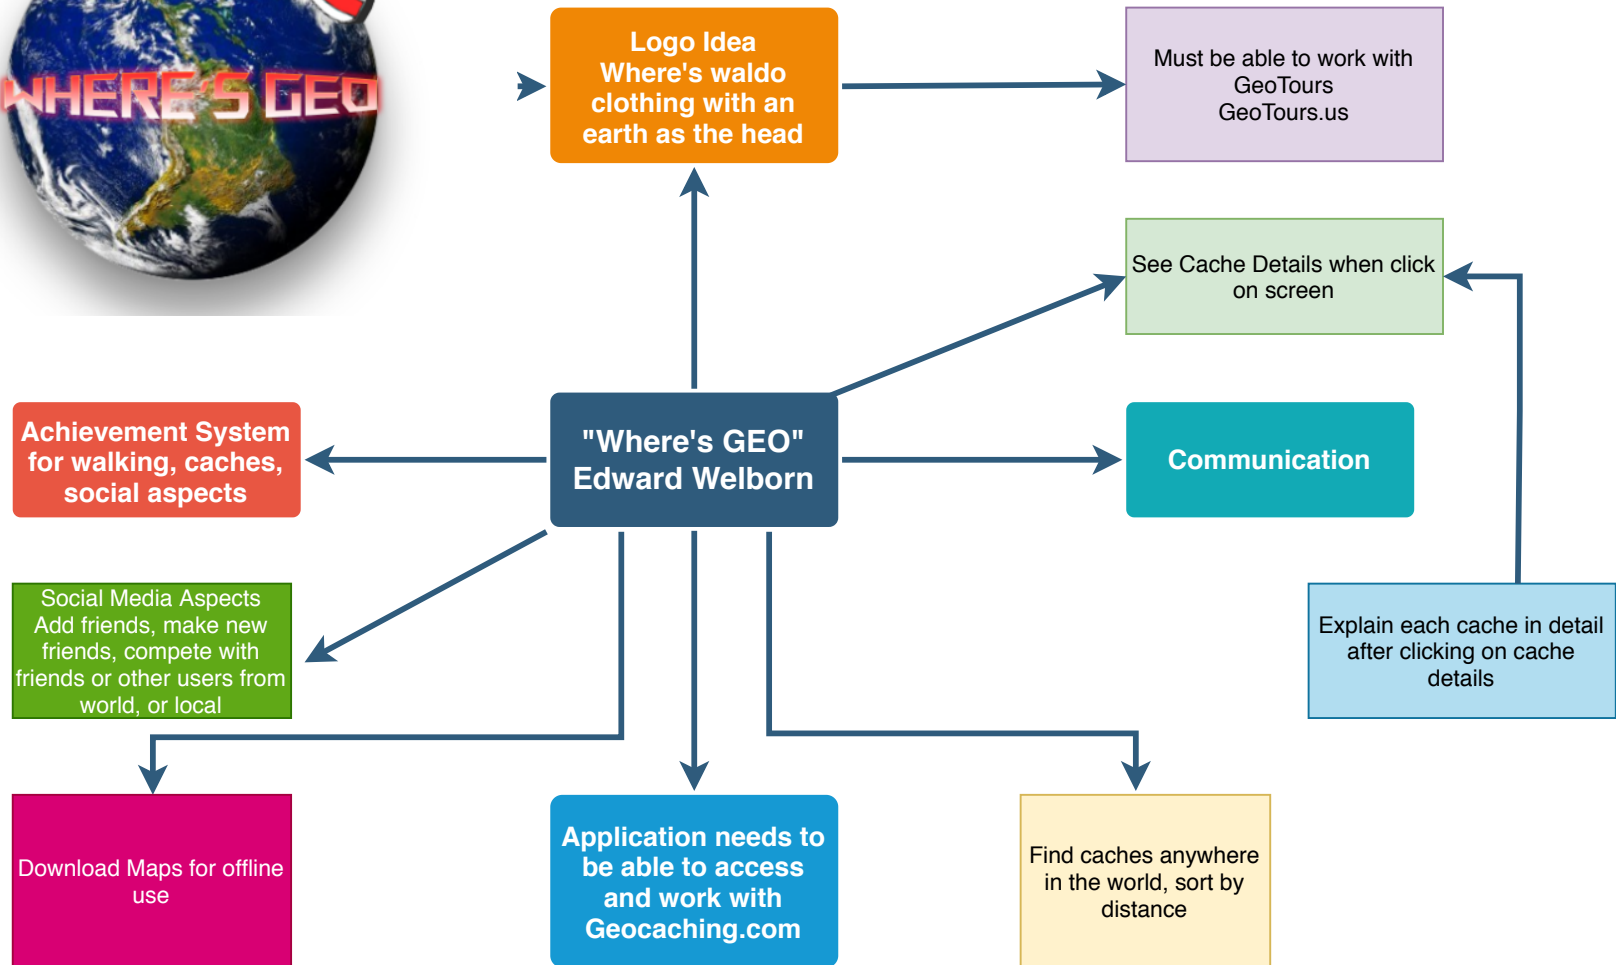 WHERE'S GEO
Logo Idea
Where's waldo
clothing with an
earth as the head
Must be able to work with
GeoTours
GeoTours.us
See Cache Details when click
on screen
Achievement System
for walking, caches,
social aspects
"Where's GEO"
Edward Welborn
Communication
Social Media Aspects
Add friends, make new
friends, compete with
friends or other users from
world, or local
Explain each cache in detail
after clicking on cache
details
Download Maps for offline
use
Application needs to
be able to access
and work with
Geocaching.com
Find caches anywhere
in the world, sort by
distance